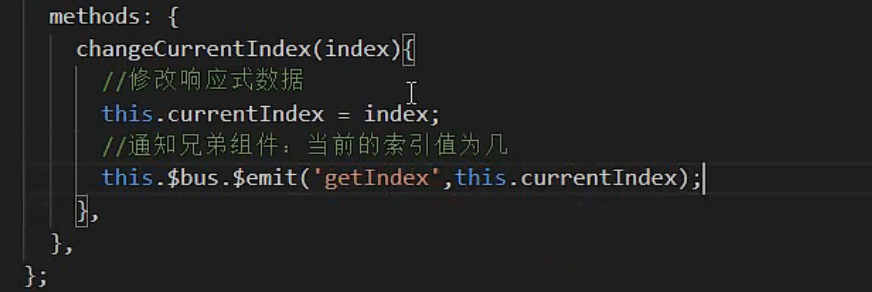 methods: {
changeCurrentIndex(index){
//修改响应式数据
this.currentIndex = index;
//通知兄弟组件：当前的索引值为几
this.$bus.$emit('getIndex',this.currentIndex);
},
},
};